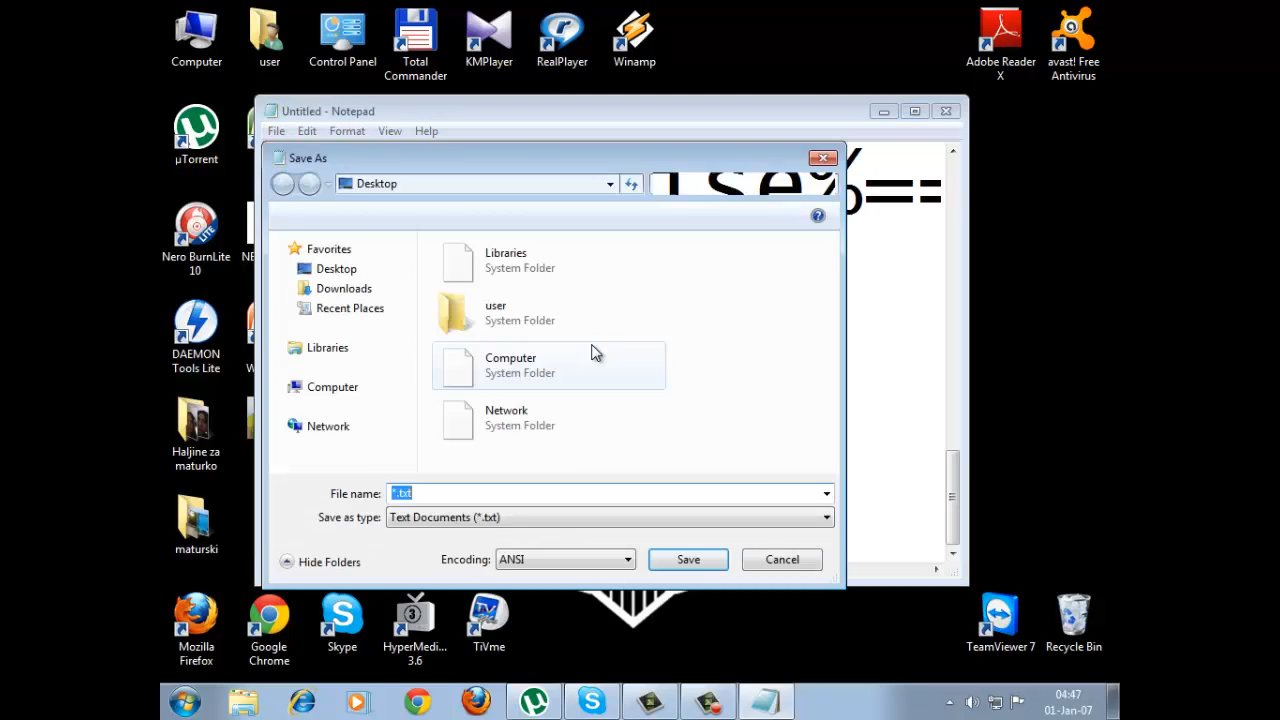 Computer
user
Control Panel
Total
Commander
KMPlayer
RealPlayer
Winamp
Adobe Reader
X
avast! Free
Antivirus
µTorrent
Nero BurnLite
10
DAEMON
Tools Lite
Haljine za
maturko
maturski
Untitled - Notepad
File Edit Format View Help
Save As
Desktop
Favorites
Desktop
Downloads
Recent Places
Libraries
Computer
Network
Libraries
System Folder
user
System Folder
Computer
System Folder
Network
System Folder
File name: *.txt
Save as type: Text Documents (*.txt)
Hide Folders
Encoding: ANSI
Save
Cancel
Mozilla
Firefox
Google
Chrome
Skype
HyperMedi...
3.6
TiVme
TeamViewer 7
Recycle Bin
04:47
01-Jan-07